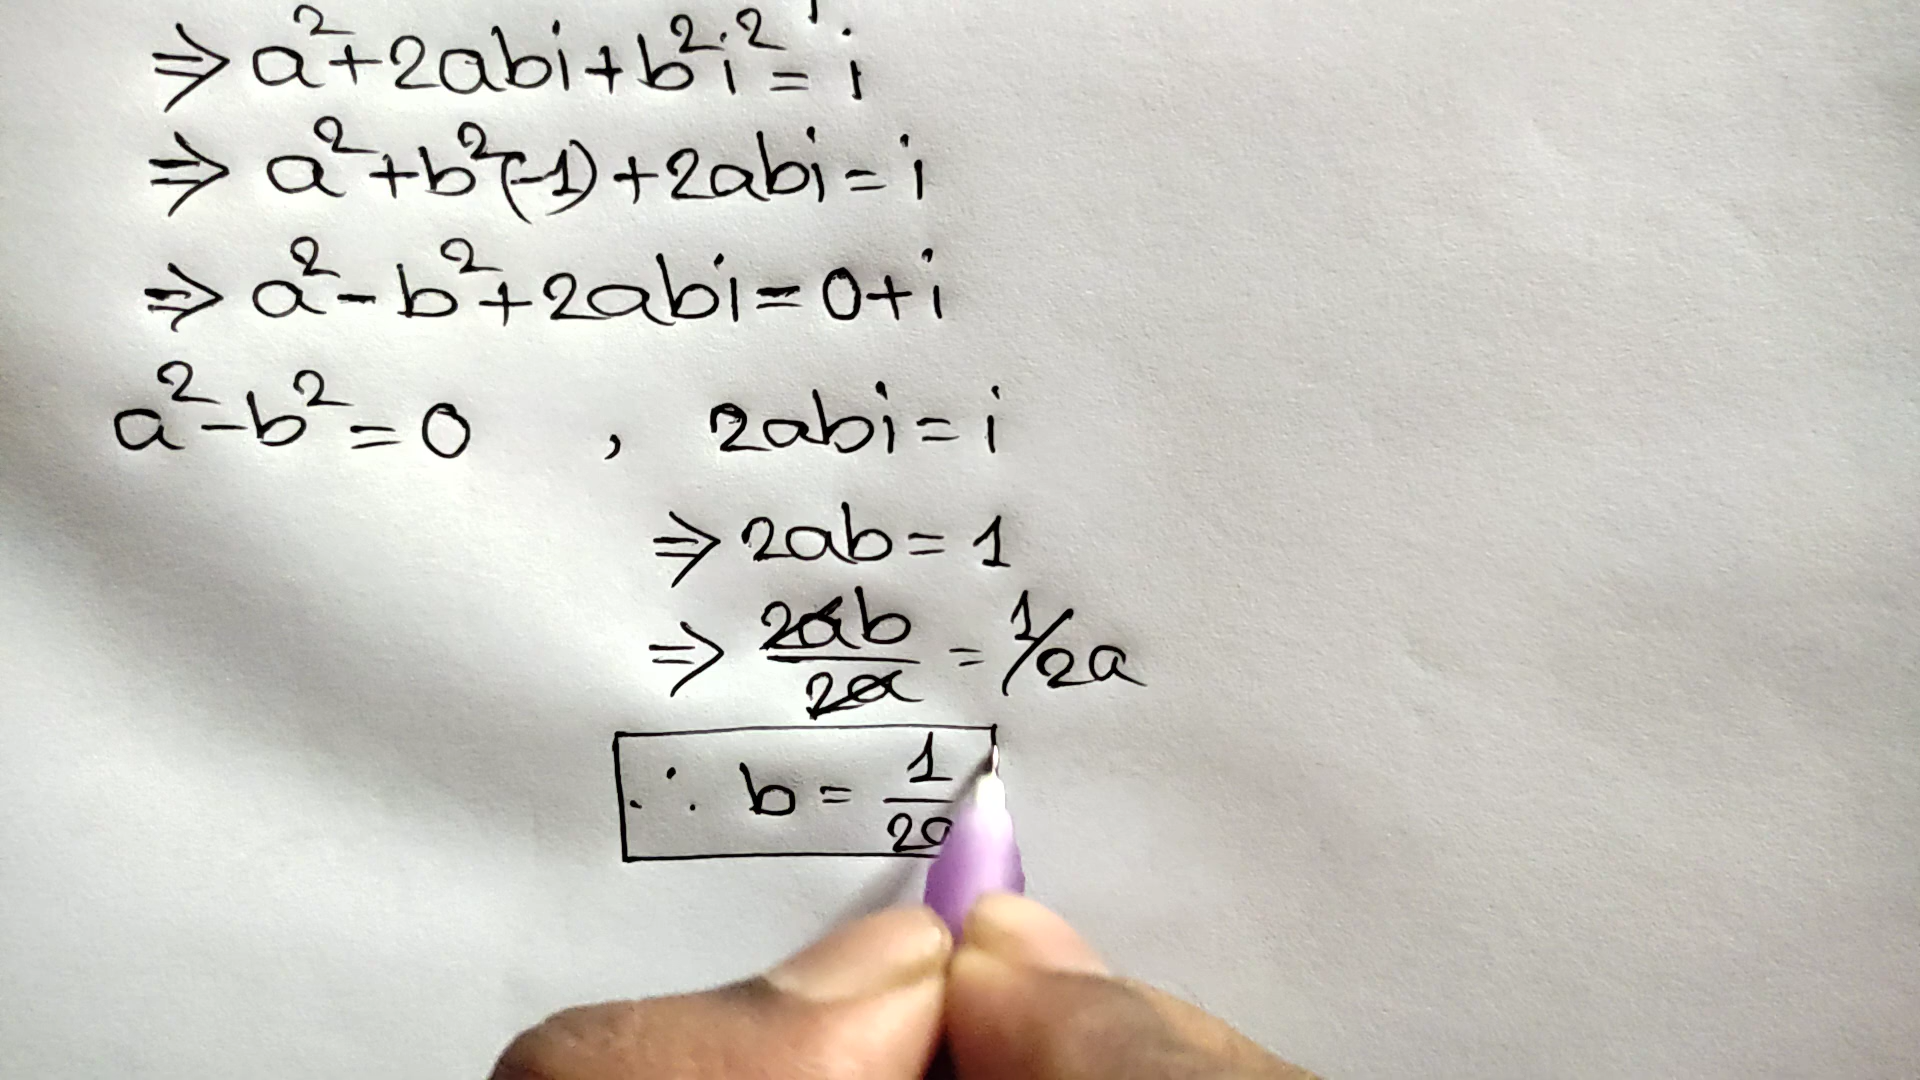 ⇒ a²+2abi+b²i² = i
⇒ a²+b²(-1)+2abi = i
⇒ a²-b²+2abi = 0+i
a²-b² = 0 , 2abi = i
⇒ 2ab = 1
⇒ 2ab/2a = 1/2a
∴ b = 1/2a